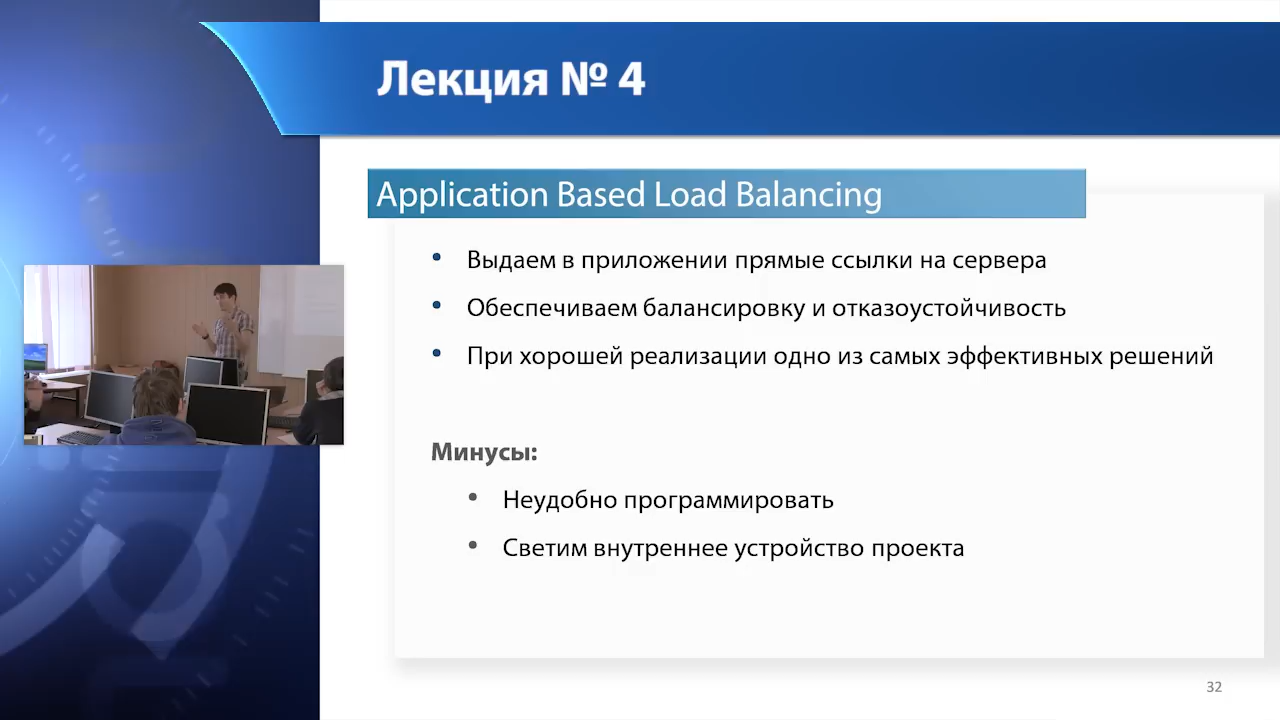 Лекция № 4
Application Based Load Balancing
• Выдаем в приложении прямые ссылки на сервера
• Обеспечиваем балансировку и отказоустойчивость
• При хорошей реализации одно из самых эффективных решений
Минусы:
• Неудобно программировать
• Светим внутреннее устройство проекта
32